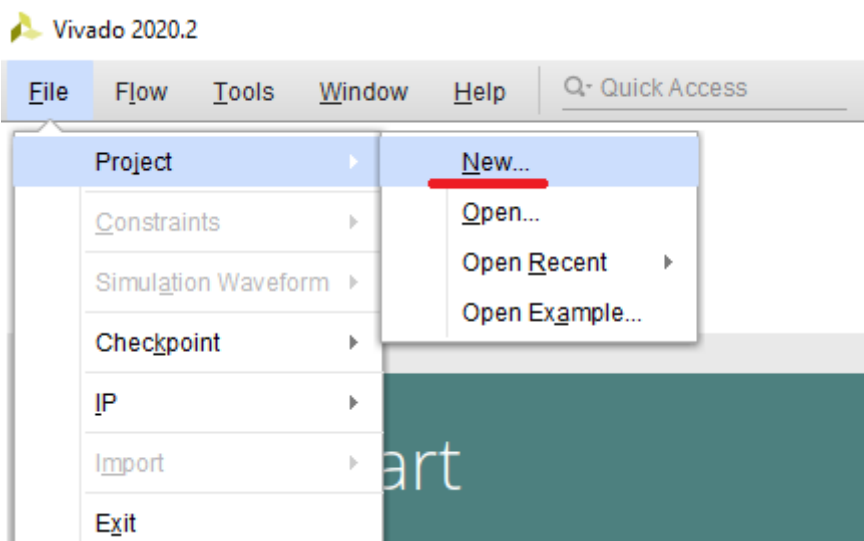 Vivado 2020.2
File Flow Tools Window Help Quick Access
Project New...
Constraints Open...
Simulation Waveform Open Recent
Checkpoint Open Example...
IP
Import art
Exit